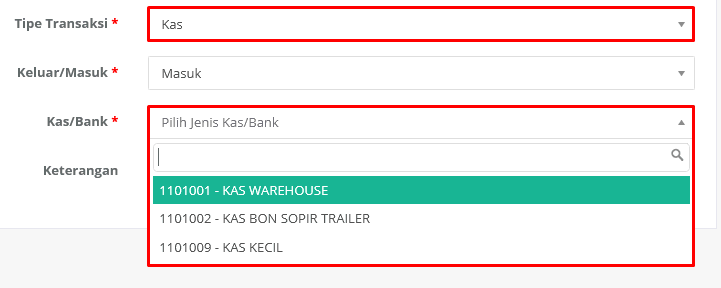 Tipe Transaksi * Kas
Keluar/Masuk * Masuk
Kas/Bank * Pilih Jenis Kas/Bank
Keterangan
1101001 - KAS WAREHOUSE
1101002 - KAS BON SOPIR TRAILER
1101009 - KAS KECIL